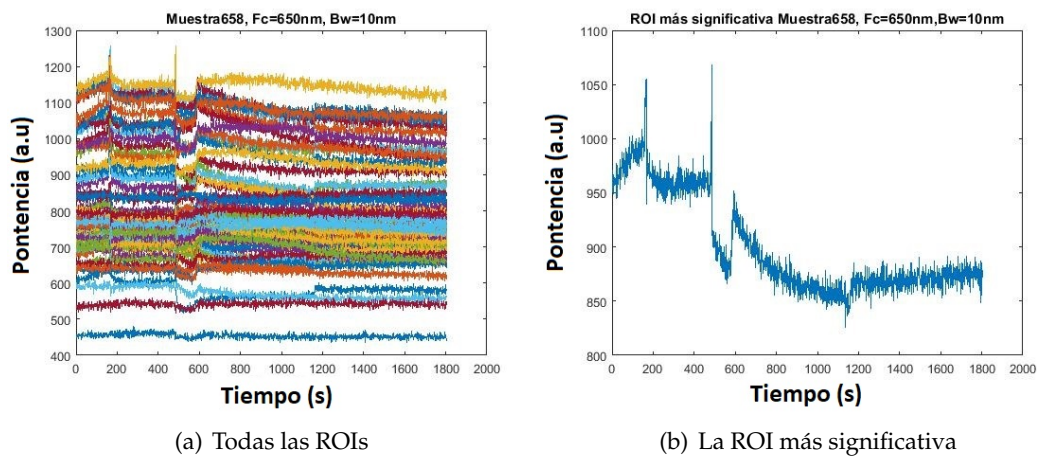 Muestra658, Fc=650nm, Bw=10nm
1300
1200
1100
1000
900
800
700
600
500
400
Pontencia (a.u)
0 200 400 600 800 1000 1200 1400 1600 1800 2000
Tiempo (s)
(a) Todas las ROIs
ROI más significativa Muestra658, Fc=650nm,Bw=10nm
1100
1050
1000
950
900
850
800
Pontencia (a.u)
0 200 400 600 800 1000 1200 1400 1600 1800 2000
Tiempo (s)
(b) La ROI más significativa